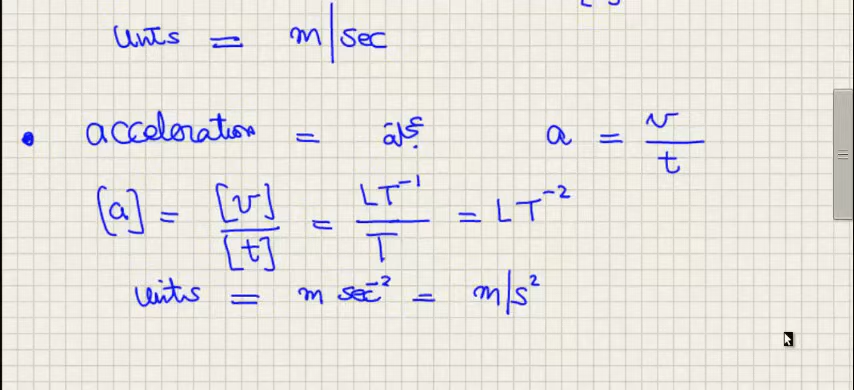 units = m/sec
• acceleration = a = v/t
[a] = [v]/[t] = LT⁻¹/T = LT⁻²
units = m sec⁻² = m/s²